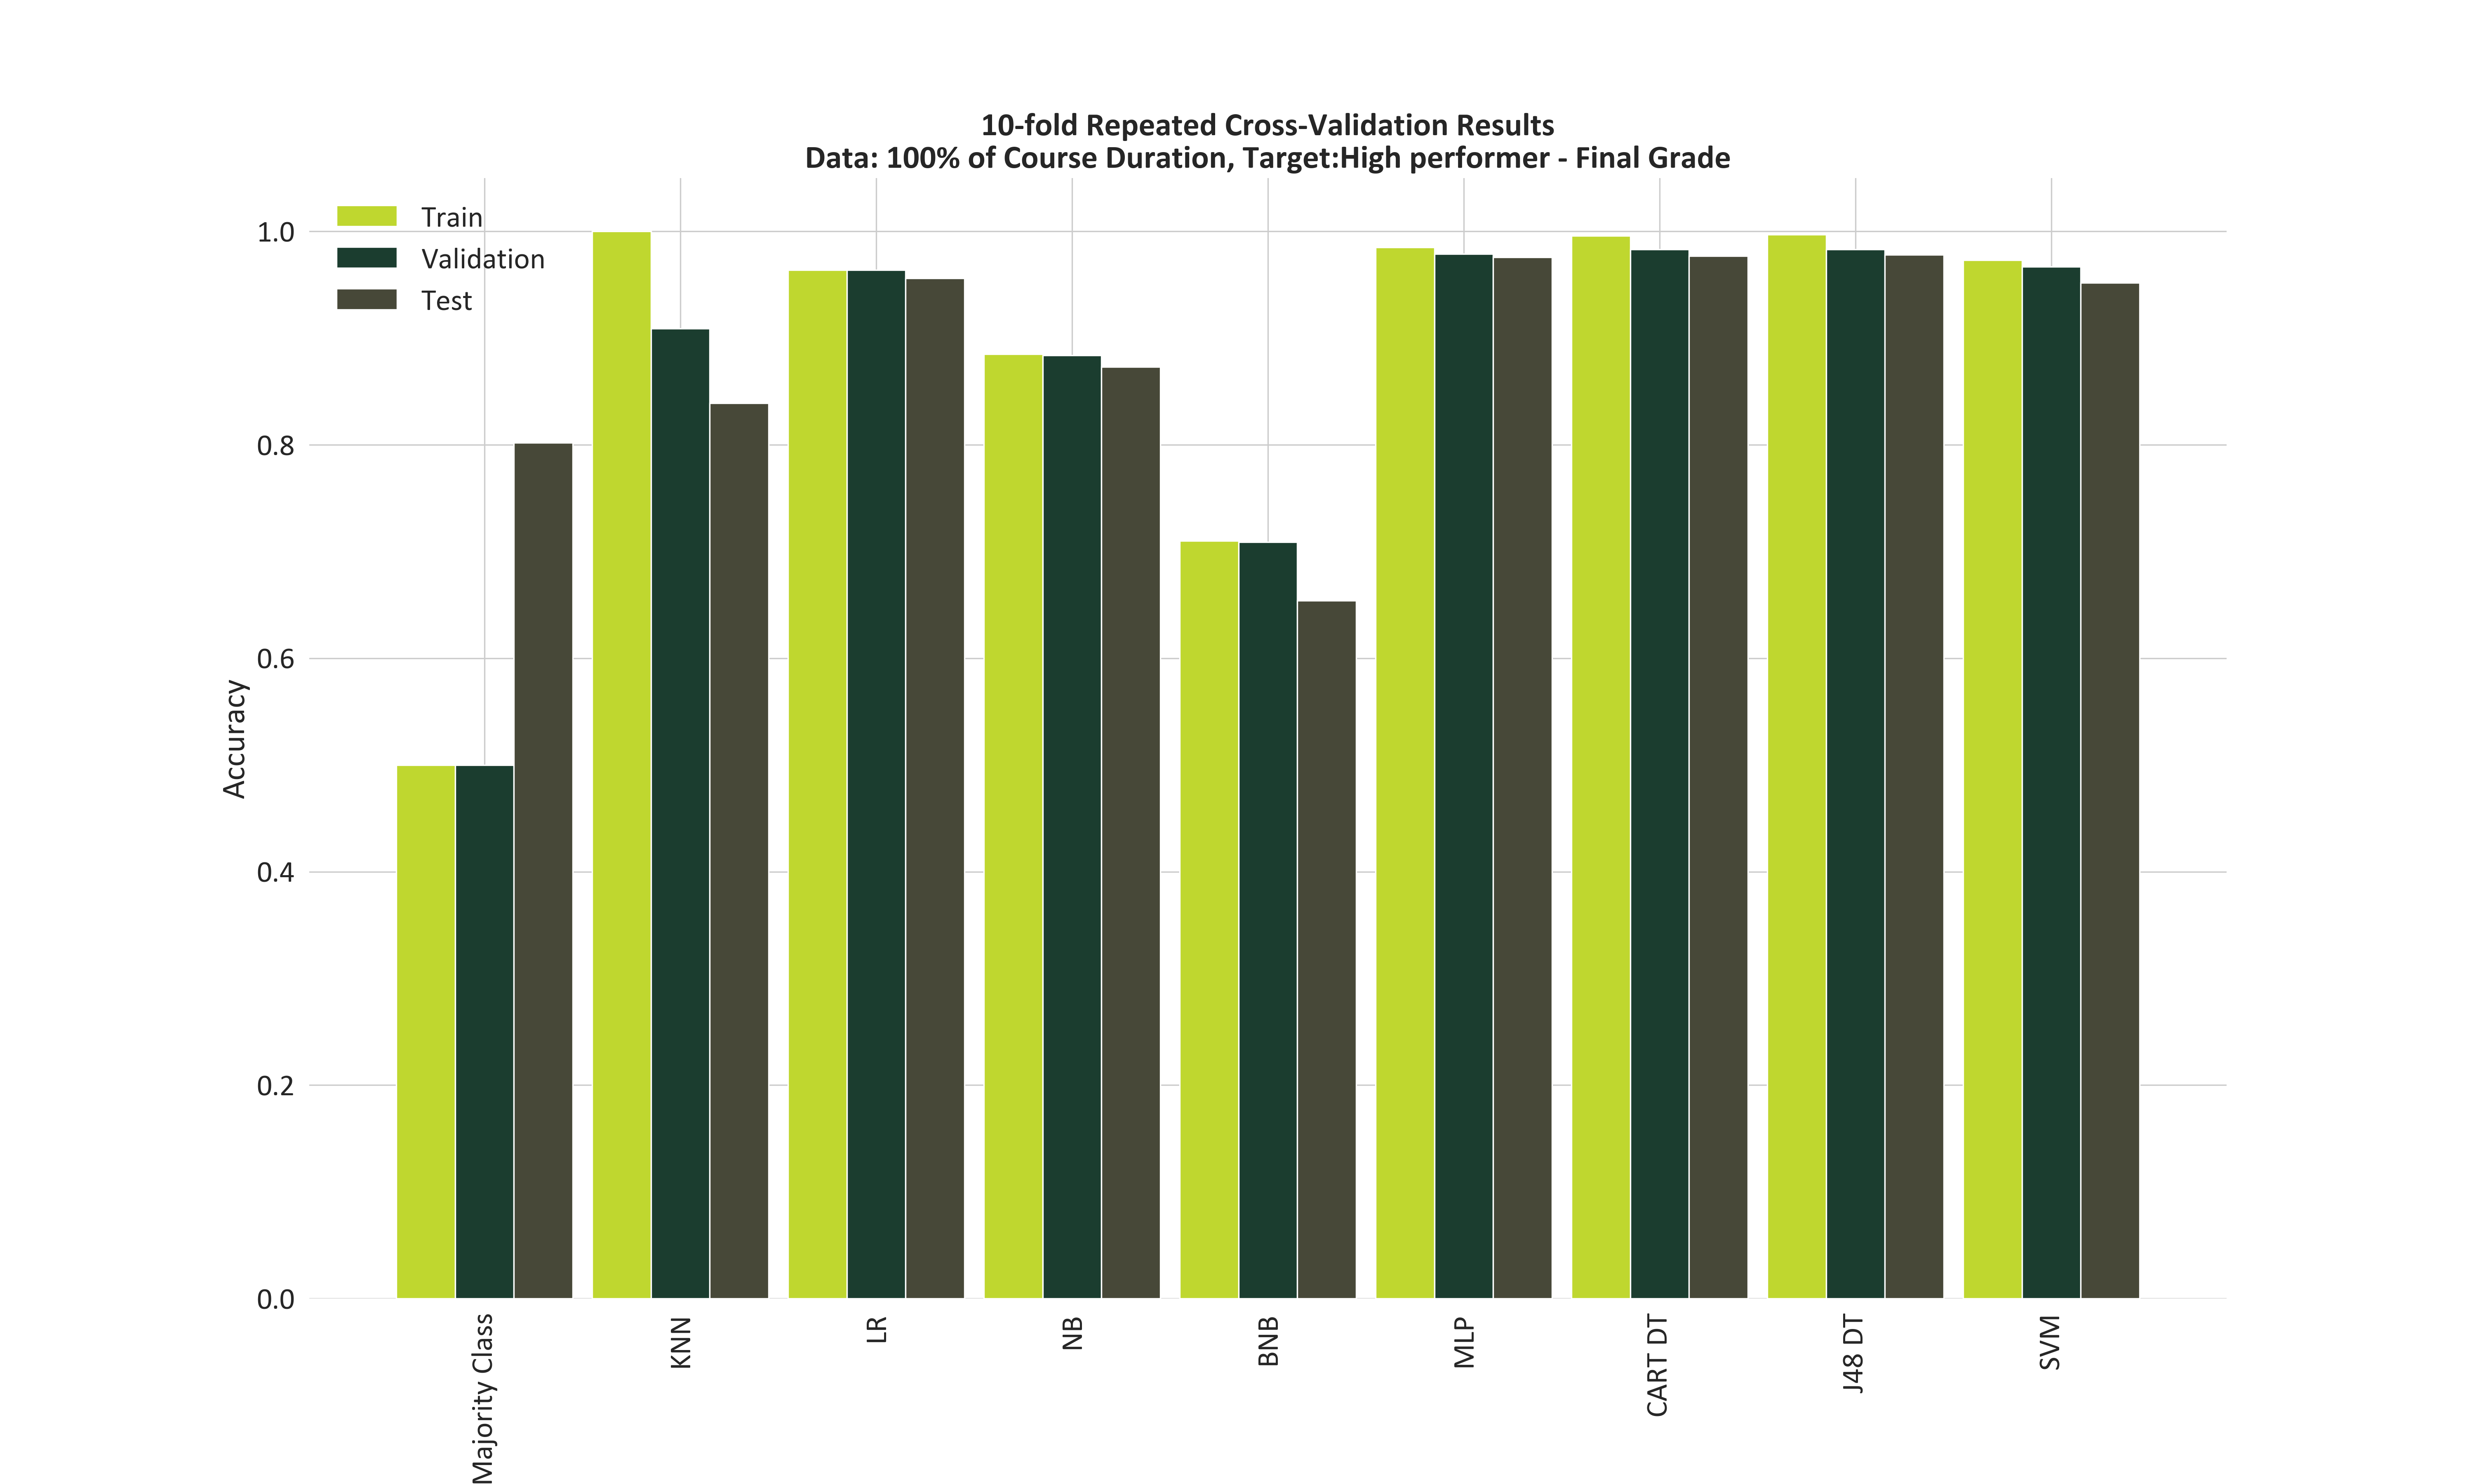 10-fold Repeated Cross-Validation Results
Data: 100% of Course Duration, Target:High performer - Final Grade
Train
Validation
Test
1.0
0.8
0.6
0.4
0.2
0.0
Accuracy
Majority Class
KNN
LR
NB
BNB
MLP
CART DT
J48 DT
SVM